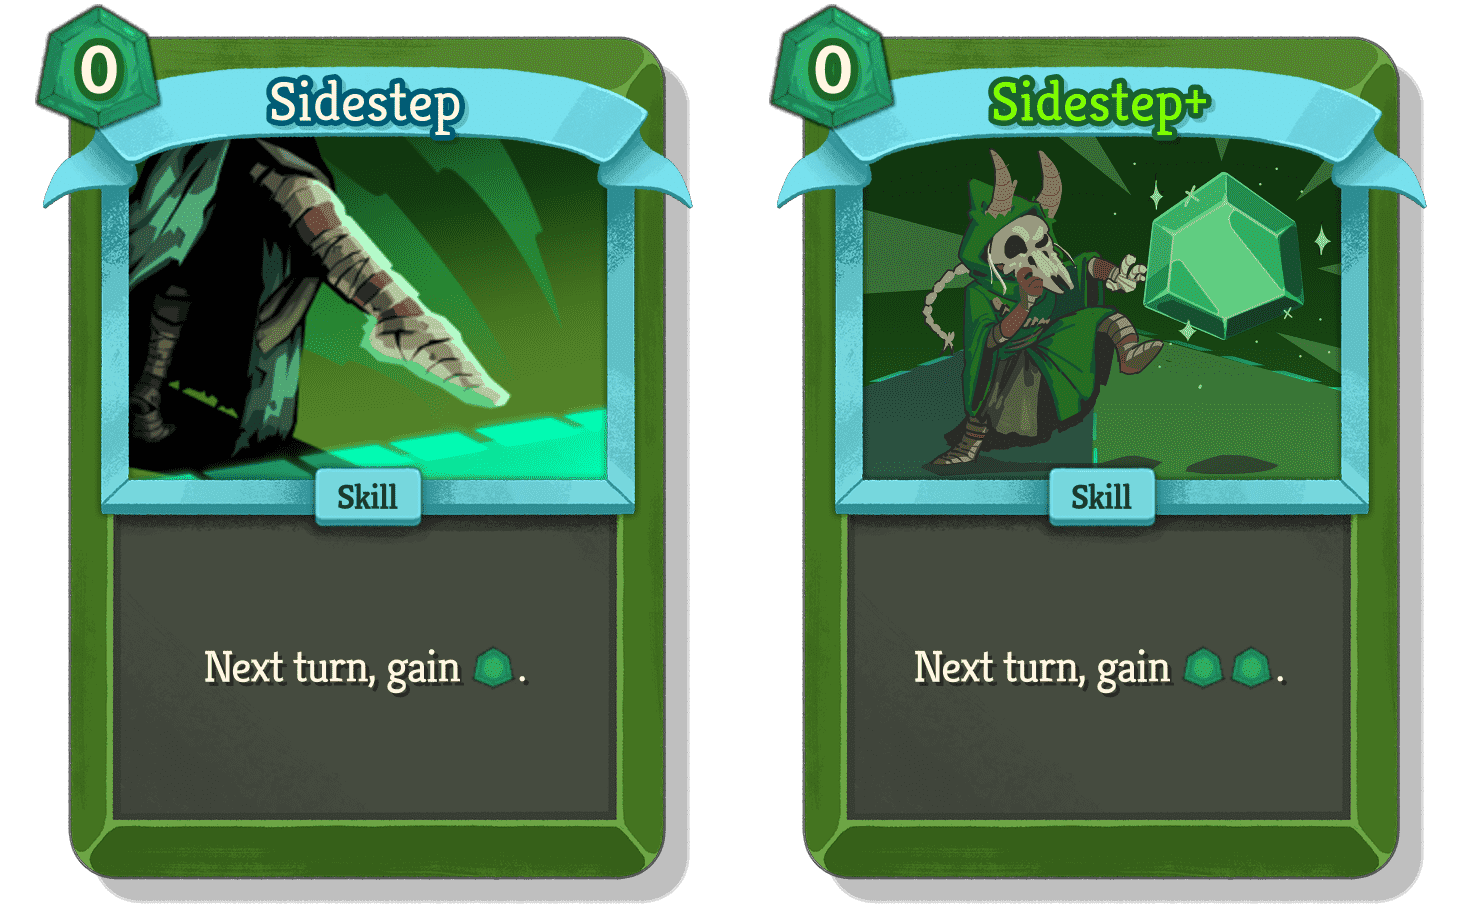 0
Sidestep
Skill
Next turn, gain .
0
Sidestep+
Skill
Next turn, gain .